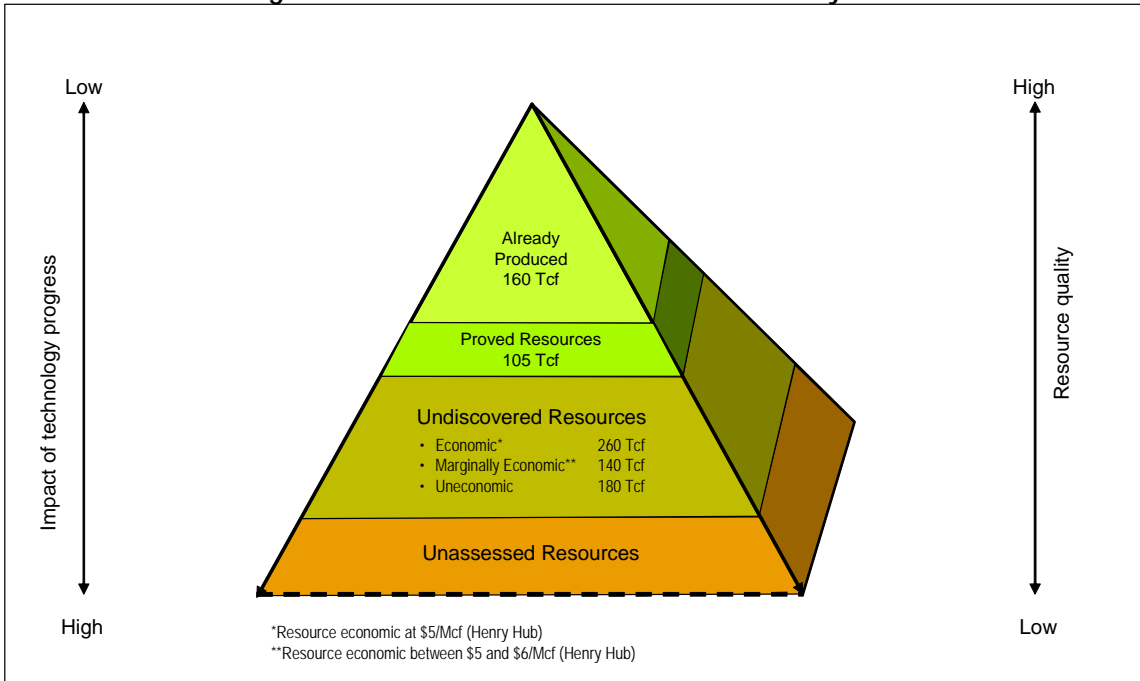 Low
High
Already
Produced
160 Tcf
Impact of technology progress
Resource quality
Proved Resources
105 Tcf
Undiscovered Resources
• Economic* 260 Tcf
• Marginally Economic** 140 Tcf
• Uneconomic 180 Tcf
Unassessed Resources
High
Low
*Resource economic at $5/Mcf (Henry Hub)
**Resource economic between $5 and $6/Mcf (Henry Hub)